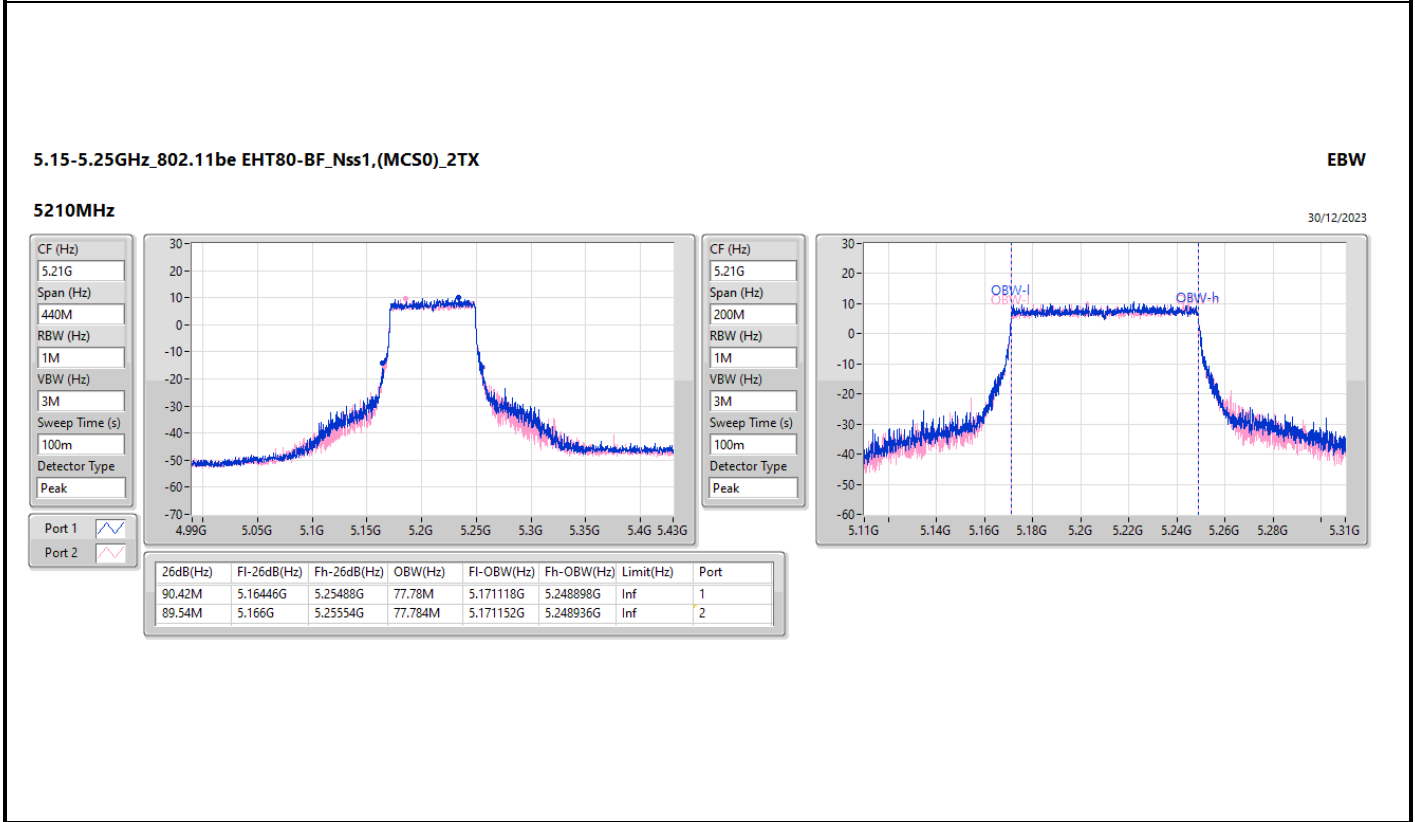 5.15-5.25GHz_802.11be EHT80-BF_Nss1,(MCS0)_2TX
EBW
5210MHz
30/12/2023
CF (Hz)
5.21G
Span (Hz)
440M
RBW (Hz)
1M
VBW (Hz)
3M
Sweep Time (s)
100m
Detector Type
Peak
Port 1
Port 2
30
20
10
0
-10
-20
-30
-40
-50
-60
-70
4.99G 5.05G 5.1G 5.15G 5.2G 5.25G 5.3G 5.35G 5.4G 5.43G
CF (Hz)
5.21G
Span (Hz)
200M
RBW (Hz)
1M
VBW (Hz)
3M
Sweep Time (s)
100m
Detector Type
Peak
30
20
10
0
-10
-20
-30
-40
-50
-60
OBW-l
OBW-l
OBW-h
5.11G 5.14G 5.16G 5.18G 5.2G 5.22G 5.24G 5.26G 5.28G 5.31G
26dB(Hz) Fl-26dB(Hz) Fh-26dB(Hz) OBW(Hz) Fl-OBW(Hz) Fh-OBW(Hz) Limit(Hz) Port
90.42M 5.16446G 5.25488G 77.78M 5.171118G 5.248898G Inf 1
89.54M 5.166G 5.25554G 77.784M 5.171152G 5.248936G Inf 2